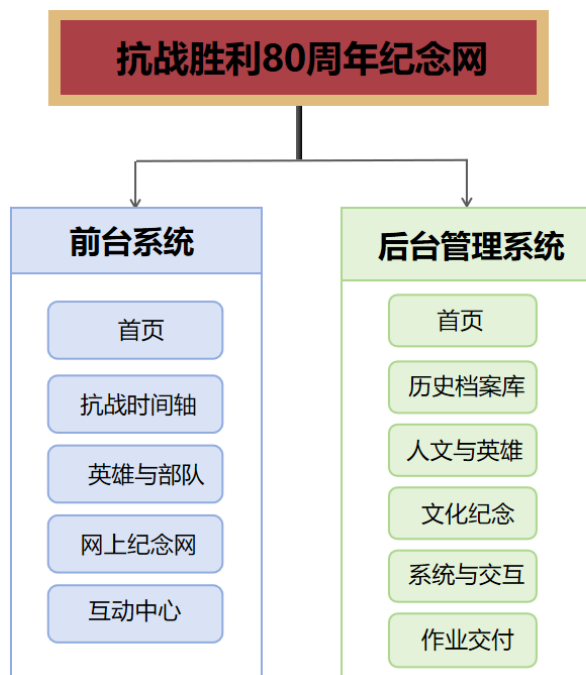 抗战胜利80周年纪念网
前台系统
首页
抗战时间轴
英雄与部队
网上纪念网
互动中心
后台管理系统
首页
历史档案库
人文与英雄
文化纪念
系统与交互
作业交付